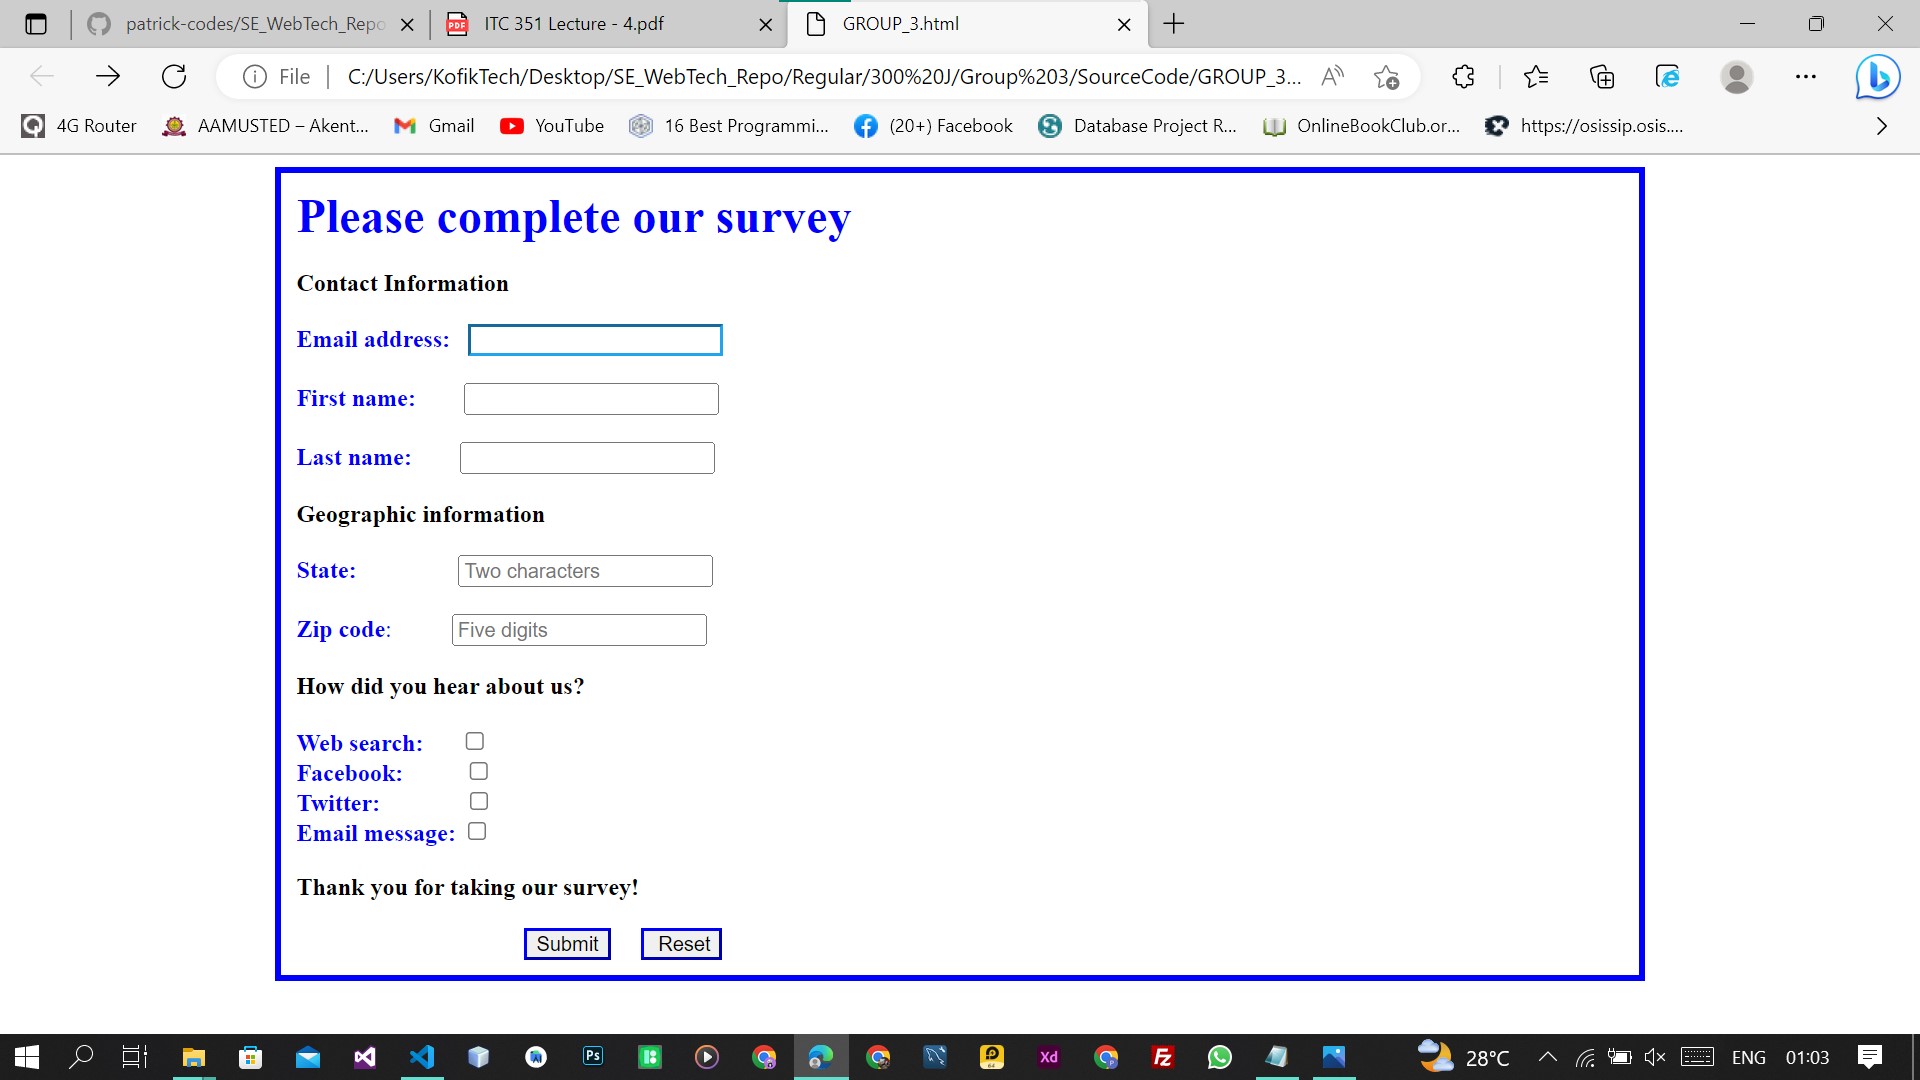 patrick-codes/SE_WebTech_Repo
ITC 351 Lecture - 4.pdf
GROUP_3.html
File
C:/Users/KofikTech/Desktop/SE_WebTech_Repo/Regular/300%20J/Group%203/SourceCode/GROUP_3...
4G Router
AAMUSTED – Akent...
Gmail
YouTube
16 Best Programmi...
(20+) Facebook
Database Project R...
OnlineBookClub.or...
https://osissip.osis....
Please complete our survey
Contact Information
Email address:
First name:
Last name:
Geographic information
State: Two characters
Zip code: Five digits
How did you hear about us?
Web search:
Facebook:
Twitter:
Email message:
Thank you for taking our survey!
Submit Reset
28°C
ENG
01:03